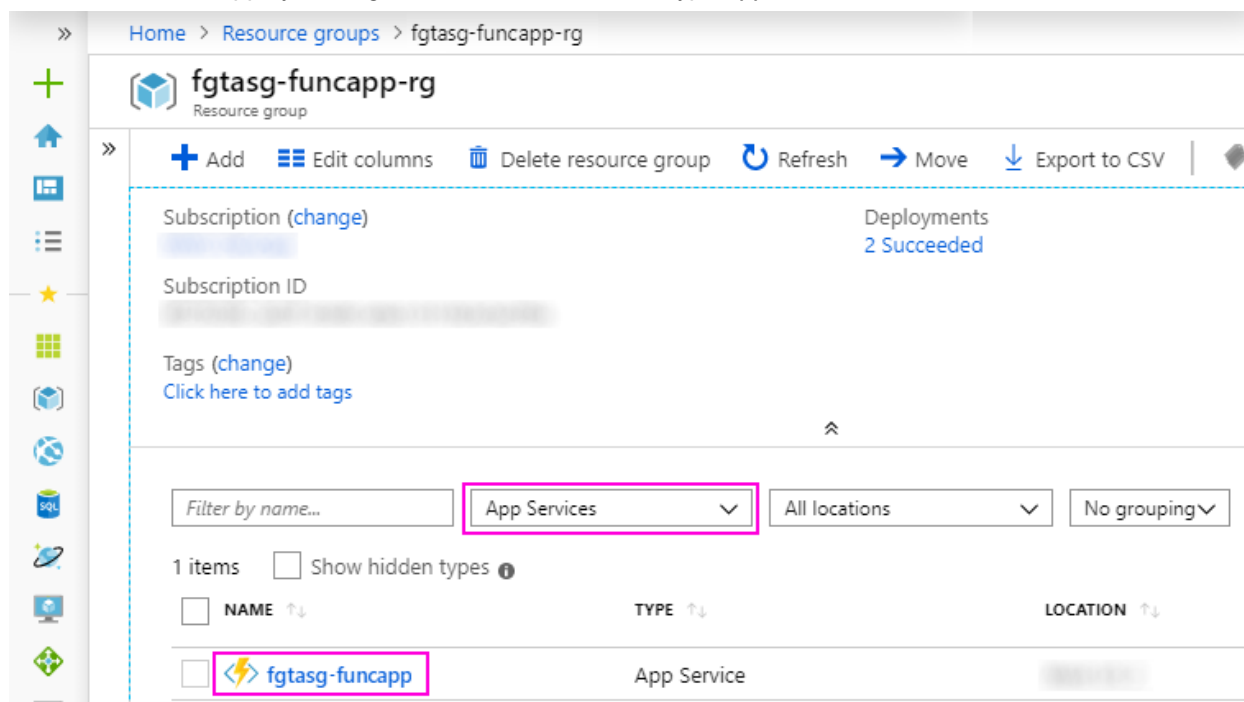 Home > Resource groups > fgtasg-funcapp-rg
fgtasg-funcapp-rg
Resource group
Add Edit columns Delete resource group Refresh Move Export to CSV
Subscription (change)
Deployments
2 Succeeded
Subscription ID
Tags (change)
Click here to add tags
Filter by name... App Services All locations No grouping
1 items Show hidden types
NAME TYPE LOCATION
fgtasg-funcapp App Service
SQL